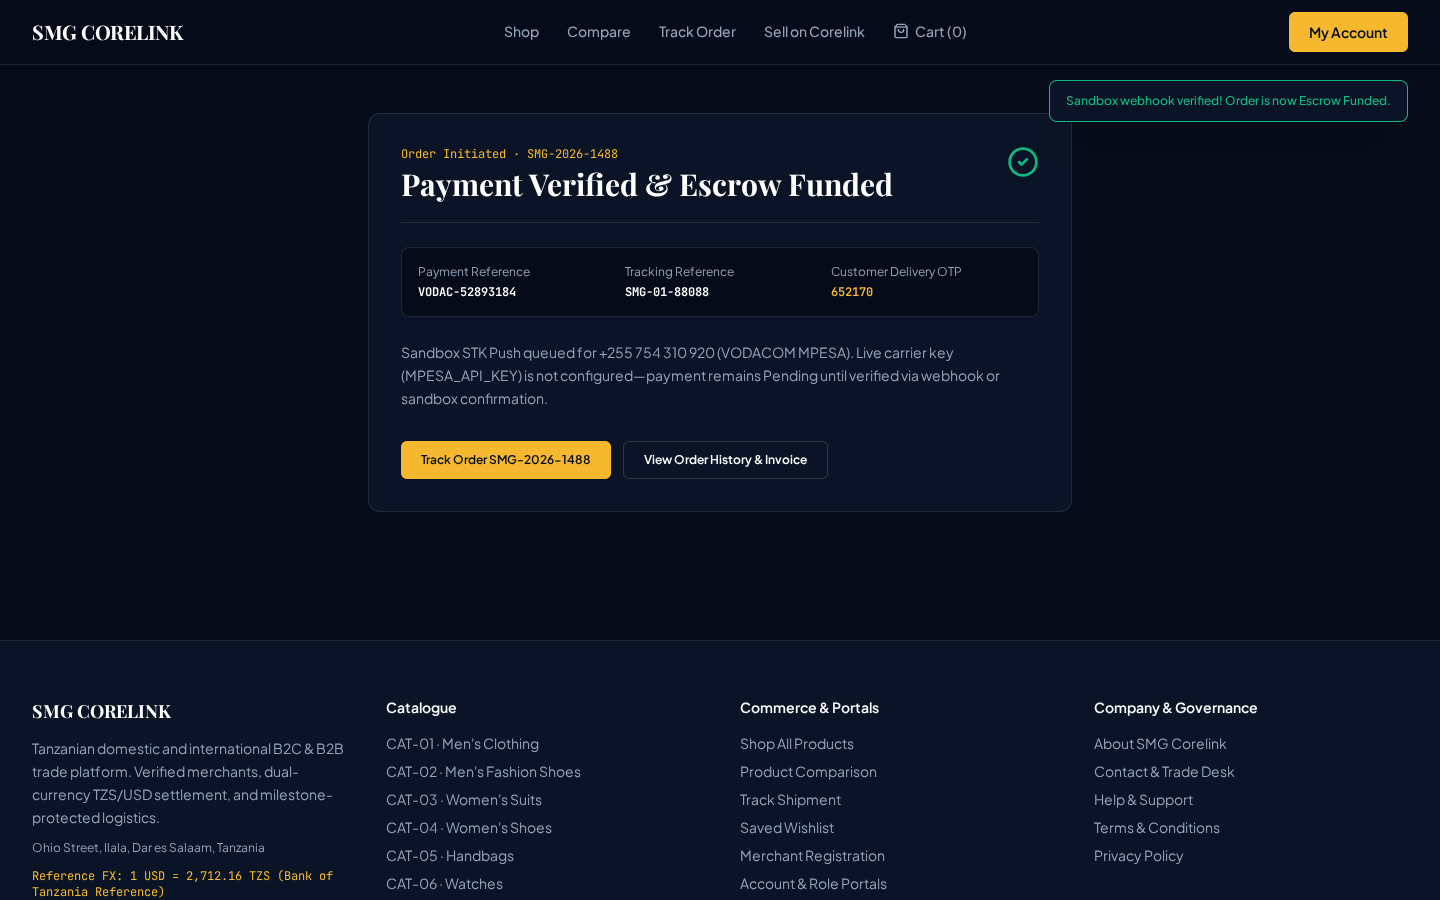 SMG CORELINK
Shop
Compare
Track Order
Sell on Corelink
Cart (0)
My Account
Sandbox webhook verified! Order is now Escrow Funded.
Order Initiated · SMG-2026-1488
Payment Verified & Escrow Funded
Payment Reference
VODAC-52893184
Tracking Reference
SMG-01-88088
Customer Delivery OTP
652170
Sandbox STK Push queued for +255 754 310 920 (VODACOM MPESA). Live carrier key
(MPESA_API_KEY) is not configured—payment remains Pending until verified via webhook or
sandbox confirmation.
Track Order SMG-2026-1488
View Order History & Invoice
SMG CORELINK
Tanzanian domestic and international B2C & B2B
trade platform. Verified merchants, dual-
currency TZS/USD settlement, and milestone-
protected logistics.
Ohio Street, Ilala, Dar es Salaam, Tanzania
Reference FX: 1 USD = 2,712.16 TZS (Bank of
Tanzania Reference)
Catalogue
CAT-01 · Men's Clothing
CAT-02 · Men's Fashion Shoes
CAT-03 · Women's Suits
CAT-04 · Women's Shoes
CAT-05 · Handbags
CAT-06 · Watches
Commerce & Portals
Shop All Products
Product Comparison
Track Shipment
Saved Wishlist
Merchant Registration
Account & Role Portals
Company & Governance
About SMG Corelink
Contact & Trade Desk
Help & Support
Terms & Conditions
Privacy Policy